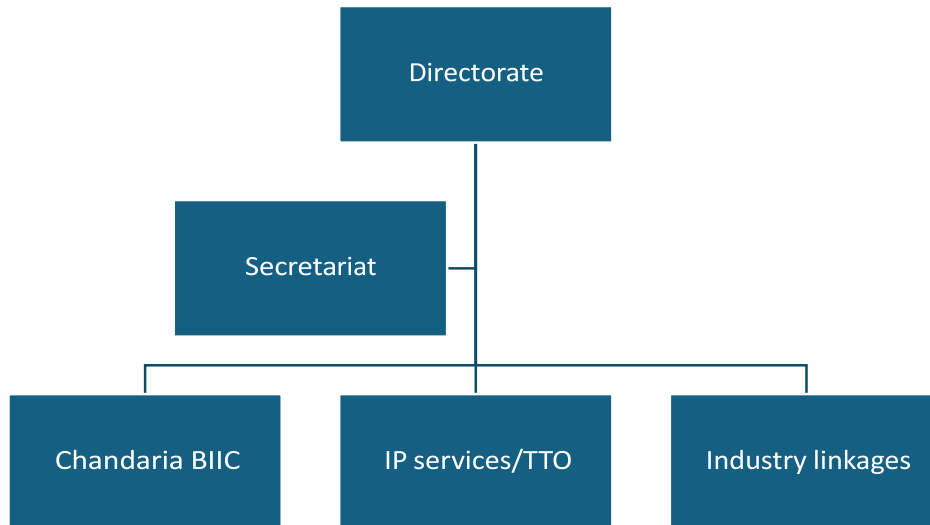 Directorate
Secretariat
Chandaria BIIC
IP services/TTO
Industry linkages